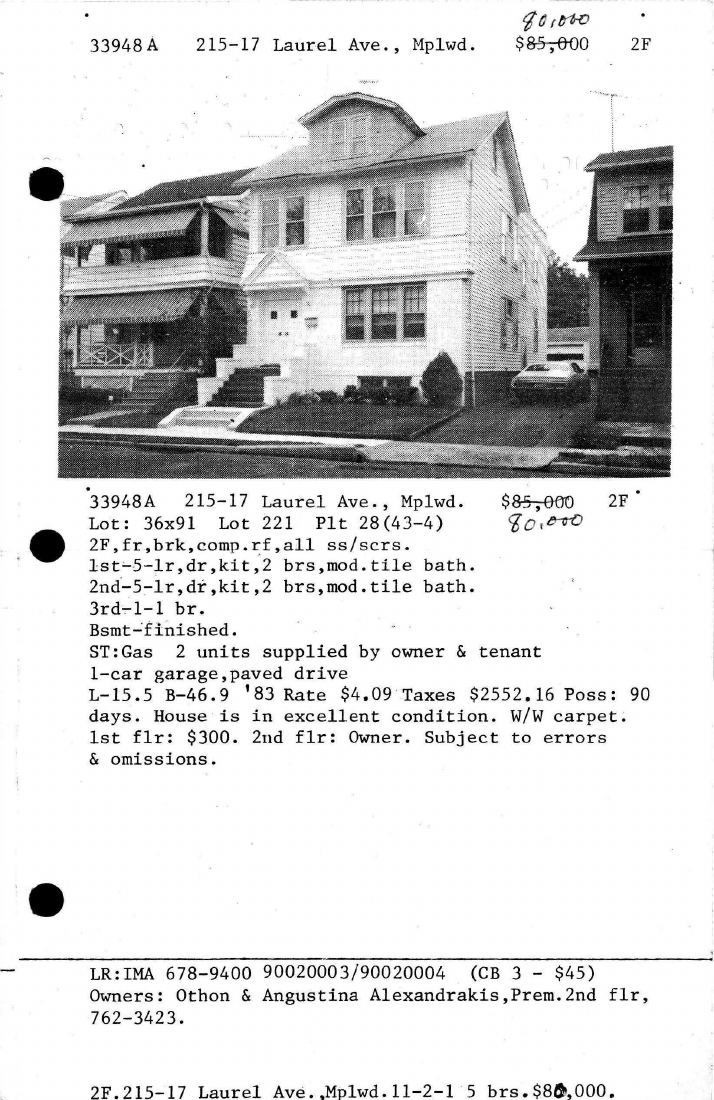 80,000
33948A 215-17 Laurel Ave., Mplwd. $85,000 2F
33948A 215-17 Laurel Ave., Mplwd. $85,000 2F
Lot: 36x91 Lot 221 Plt 28(43-4) 80,000
2F,fr,brk,comp.rf,all ss/scrs.
1st-5-lr,dr,kit,2 brs,mod.tile bath.
2nd-5-lr,dr,kit,2 brs,mod.tile bath.
3rd-1-1 br.
Bsmt-finished.
ST:Gas 2 units supplied by owner & tenant
1-car garage,paved drive
L-15.5 B-46.9 '83 Rate $4.09 Taxes $2552.16 Poss: 90
days. House is in excellent condition. W/W carpet.
1st flr: $300. 2nd flr: Owner. Subject to errors
& omissions.
LR:IMA 678-9400 90020003/90020004 (CB 3 - $45)
Owners: Othon & Angustina Alexandrakis,Prem.2nd flr,
762-3423.
2F.215-17 Laurel Ave.,Mplwd.11-2-1 5 brs.$80,000.